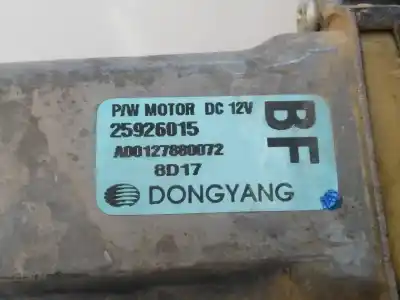 P/W MOTOR DC 12V
25926015
A00127880072
8D17
DONGYANG
BF